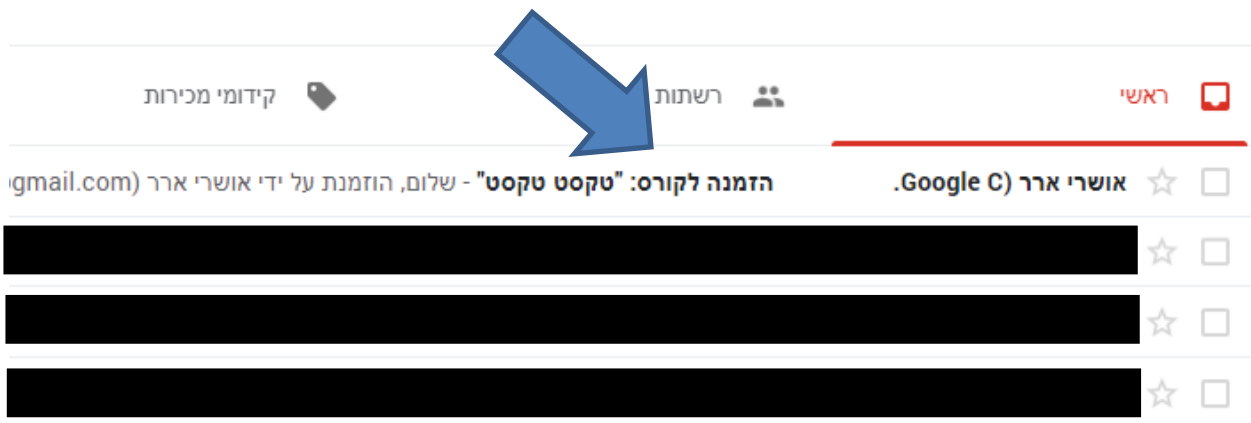 ראשי
רשתות
קידומי מכירות
אושרי ארר (Google C.
הזמנה לקורס: "טקסט טקסט" - שלום, הוזמנת על ידי אושרי ארר (gmail.com